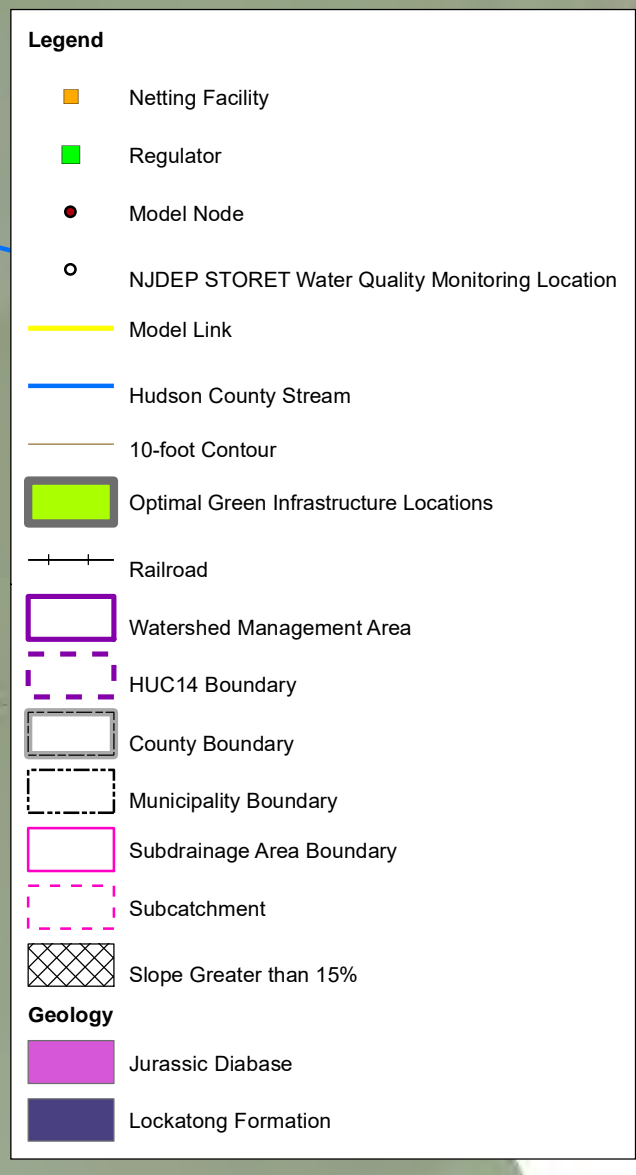 Legend
Netting Facility
Regulator
Model Node
NJDEP STORET Water Quality Monitoring Location
Model Link
Hudson County Stream
10-foot Contour
Optimal Green Infrastructure Locations
Railroad
Watershed Management Area
HUC14 Boundary
County Boundary
Municipality Boundary
Subdrainage Area Boundary
Subcatchment
Slope Greater than 15%
Geology
Jurassic Diabase
Lockatong Formation